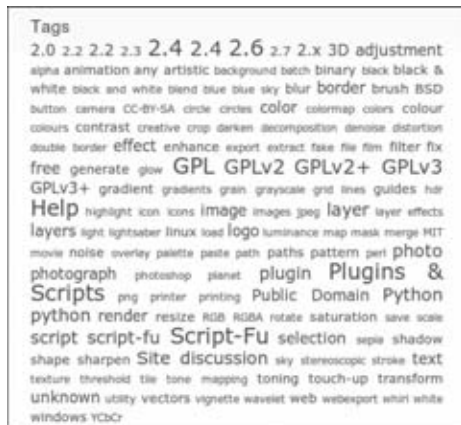 Tags
2.0 2.2 2.2 2.3 2.4 2.4 2.6 2.7 2.x 3D adjustment
alpha animation any artistic background batch binary black black &
white black and white blend blue blue sky blur border brush BSD
button camera CC-BY-SA circle circles color colormap colors colour
colours contrast creative crop darken decomposition denoise distortion
double border effect enhance export extract fake file film filter fix
free generate glow GPL GPLv2 GPLv2+ GPLv3
GPLv3+ gradient gradients grain grayscale grid lines guides hdr
Help highlight icon icons image images jpeg layer layer effects
layers light lightsaber linux load logo luminance map mask merge MIT
movie noise overlay palette paste path paths pattern perl photo
photograph photoshop planet plugin Plugins &
Scripts png printer printing Public Domain Python
python render resize RGB RGBA rotate saturation save scale
script script-fu Script-Fu selection sepia shadow
shape sharpen Site discussion sky stereoscopic stroke text
texture threshold tile tone mapping toning touch-up transform
unknown utility vectors vignette wavelet web webexport whirl white
windows YCbCr